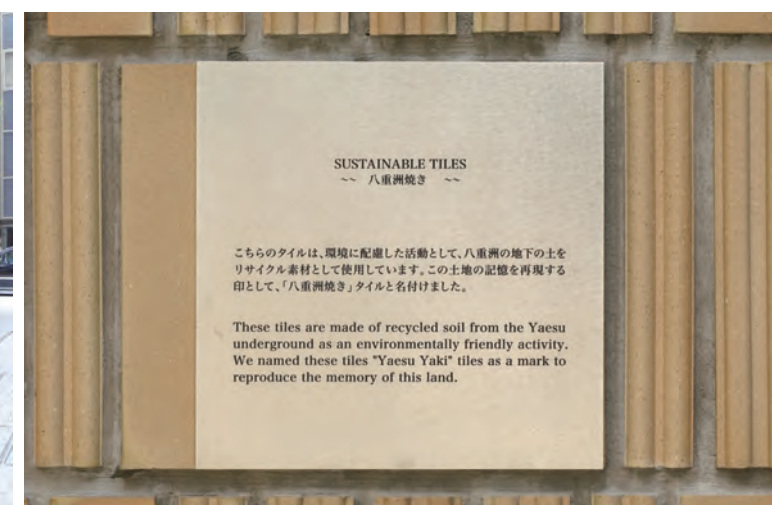 SUSTAINABLE TILES
~~ 八重洲焼き ~~
こちらのタイルは、環境に配慮した活動として、八重洲の地下の土を
リサイクル素材として使用しています。この土地の記憶を再現する
印として、「八重洲焼き」タイルと名付けました。
These tiles are made of recycled soil from the Yaesu
underground as an environmentally friendly activity.
We named these tiles "Yaesu Yaki" tiles as a mark to
reproduce the memory of this land.